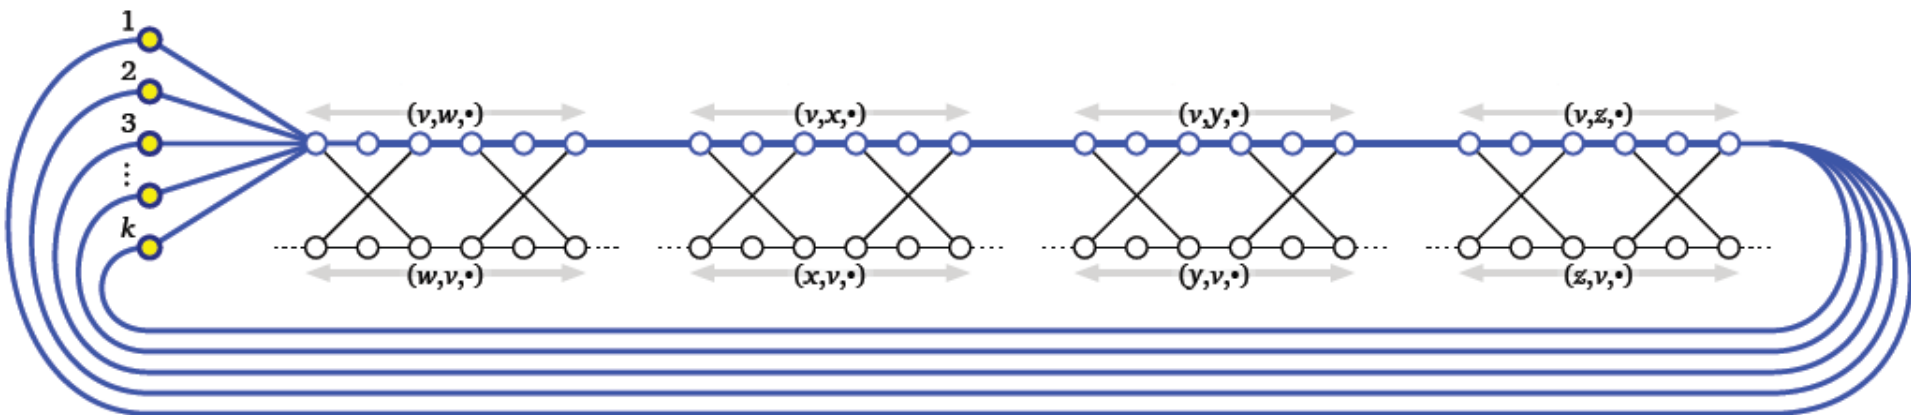 1
2
3
⋮
k
(v,w,•)
(v,x,•)
(v,y,•)
(v,z,•)
(w,v,•)
(x,v,•)
(y,v,•)
(z,v,•)